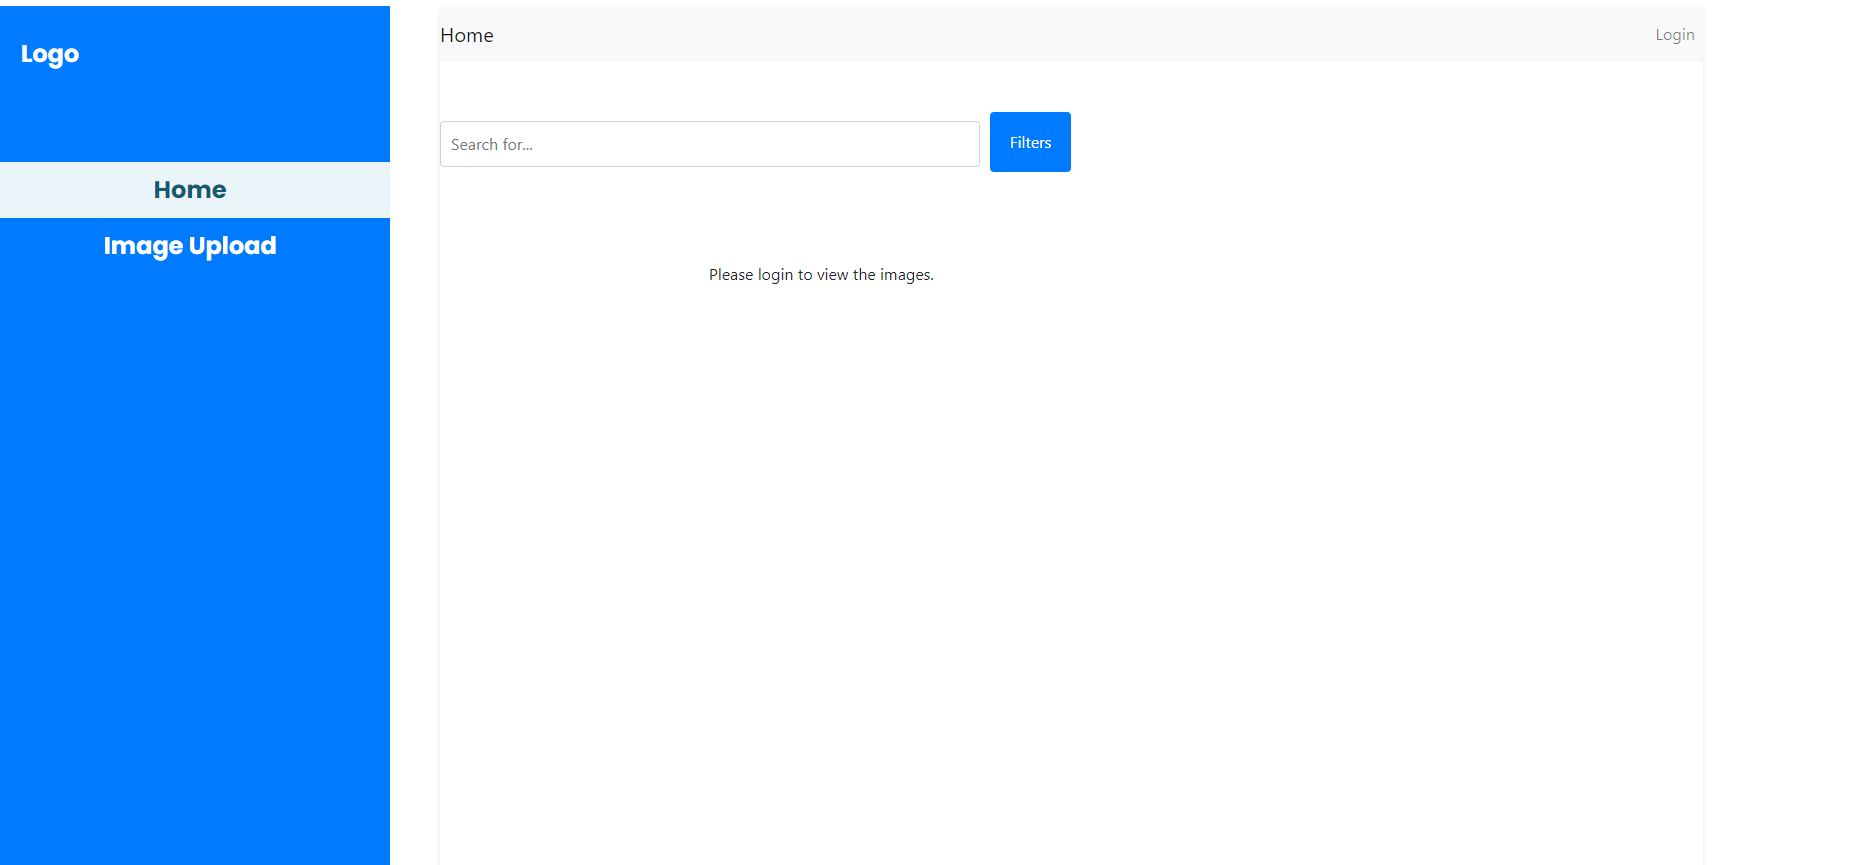 Logo
Home
Image Upload
Home
Login
Search for...
Filters
Please login to view the images.